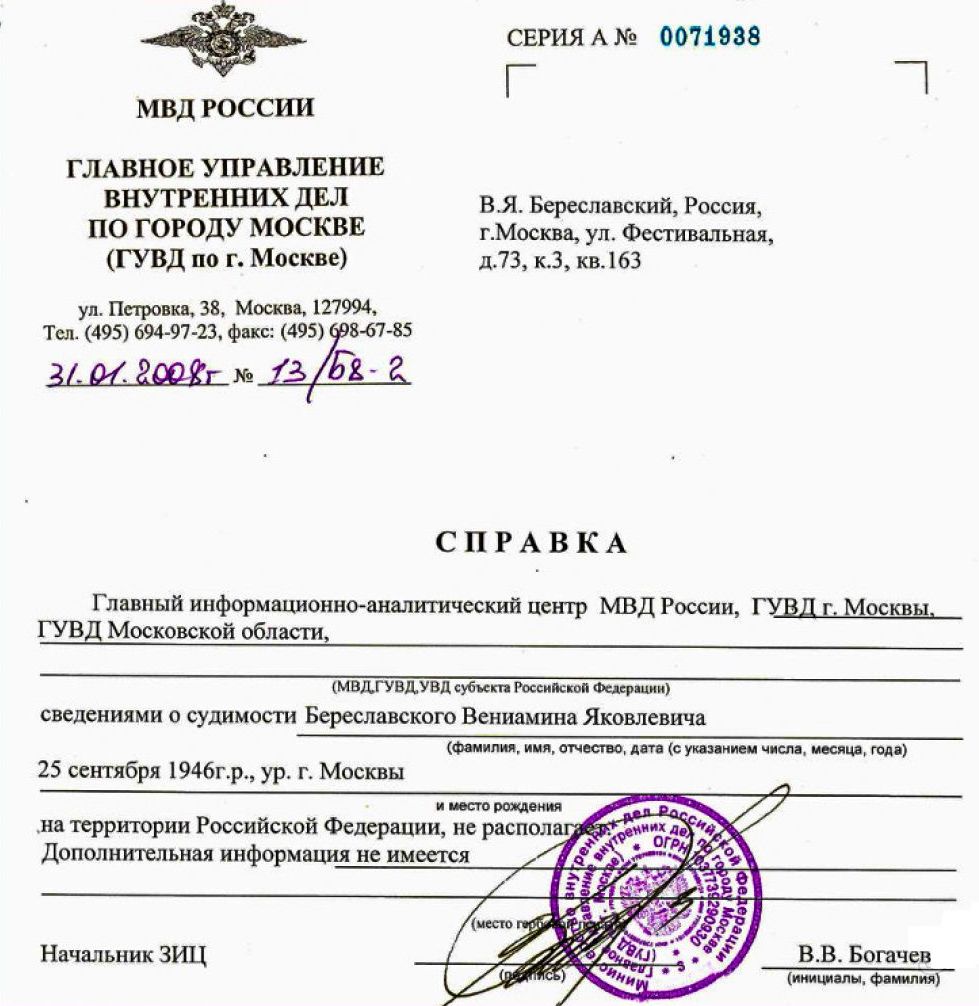 СЕРИЯ А № 0071938
МВД РОССИИ
ГЛАВНОЕ УПРАВЛЕНИЕ
ВНУТРЕННИХ ДЕЛ
ПО ГОРОДУ МОСКВЕ
(ГУВД по г. Москве)
ул. Петровка, 38, Москва, 127994,
Тел. (495) 694-97-23, факс: (495) 698-67-85
31.01.2008г № 13/Б8-2
В.Я. Береславский, Россия,
г.Москва, ул. Фестивальная,
д.73, к.3, кв.163
СПРАВКА
Главный информационно-аналитический центр МВД России, ГУВД г. Москвы,
ГУВД Московской области,
(МВД,ГУВД,УВД субъекта Российской Федерации)
сведениями о судимости Береславского Вениамина Яковлевича
(фамилия, имя, отчество, дата (с указанием числа, месяца, года)
25 сентября 1946г.р., ур. г. Москвы
и место рождения
на территории Российской Федерации, не располагает.
Дополнительная информация не имеется
(место гербовой печати)
Министерство внутренних дел Российской Федерации
Главное управление внутренних дел по городу Москве
(ГУВД по г. Москве) * ОГРН 1037739290930
* 3 *
Начальник ЗИЦ
(подпись)
В.В. Богачев
(инициалы, фамилия)